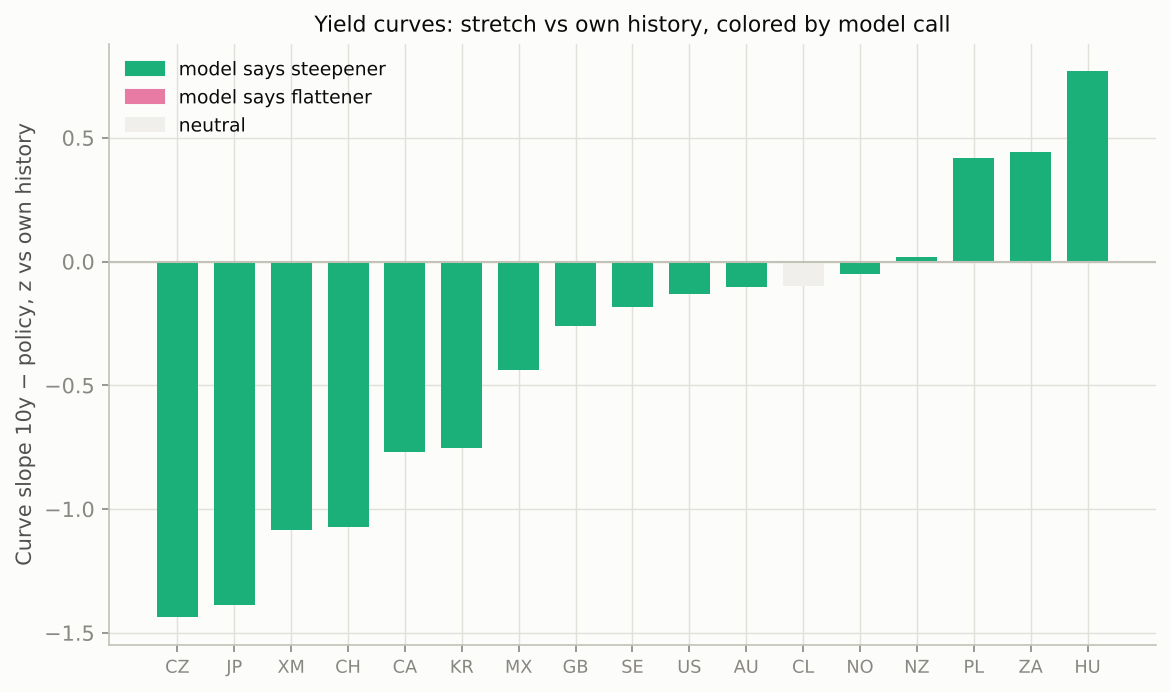 Yield curves: stretch vs own history, colored by model call
model says steepener
model says flattener
neutral
Curve slope 10y − policy, z vs own history
0.5
0.0
−0.5
−1.0
−1.5
CZ JP XM CH CA KR MX GB SE US AU CL NO NZ PL ZA HU